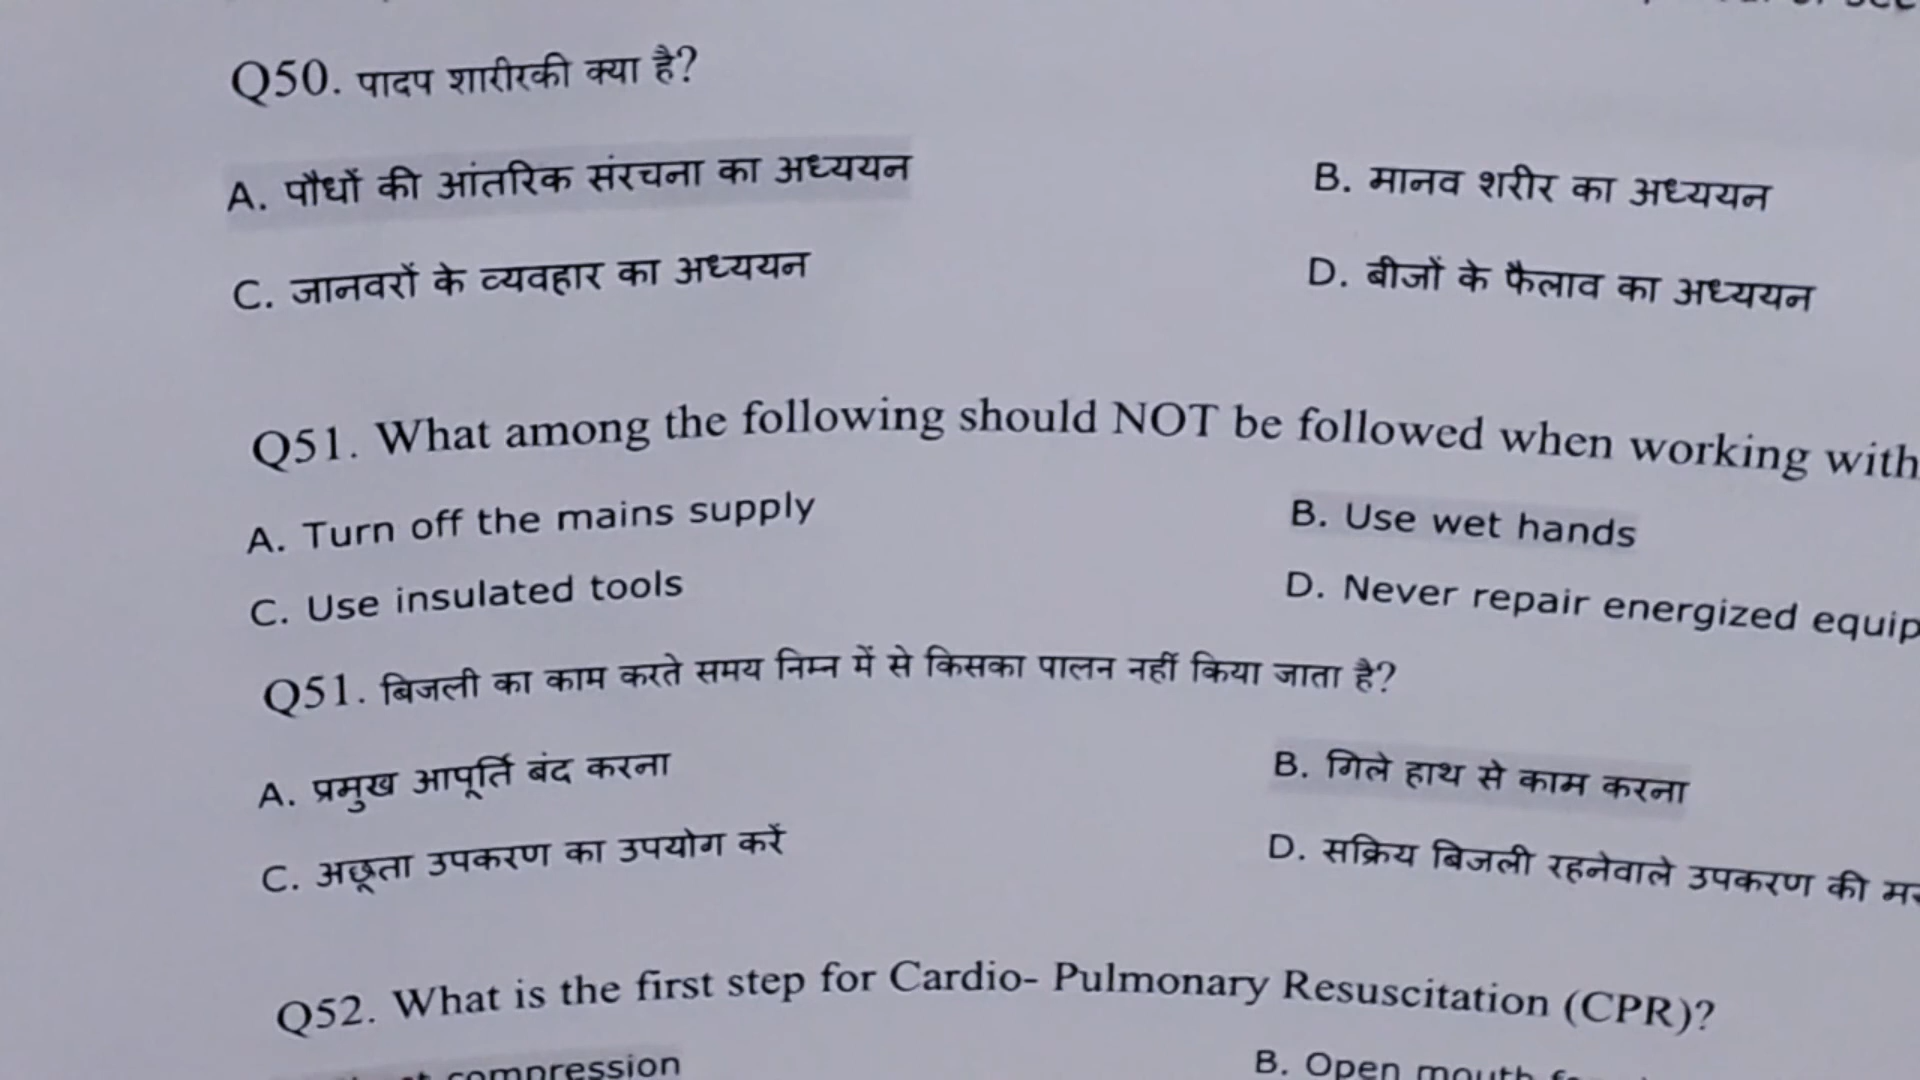 Q50. पादप शारीरकी क्या है?
A. पौधों की आंतरिक संरचना का अध्ययन B. मानव शरीर का अध्ययन
C. जानवरों के व्यवहार का अध्ययन D. बीजों के फैलाव का अध्ययन
Q51. What among the following should NOT be followed when working with
A. Turn off the mains supply B. Use wet hands
C. Use insulated tools D. Never repair energized equip
Q51. बिजली का काम करते समय निम्न में से किसका पालन नहीं किया जाता है?
A. प्रमुख आपूर्ति बंद करना B. गिले हाथ से काम करना
C. अछूता उपकरण का उपयोग करें D. सक्रिय बिजली रहनेवाले उपकरण की
Q52. What is the first step for Cardio- Pulmonary Resuscitation (CPR)?
compression B. Open mouth